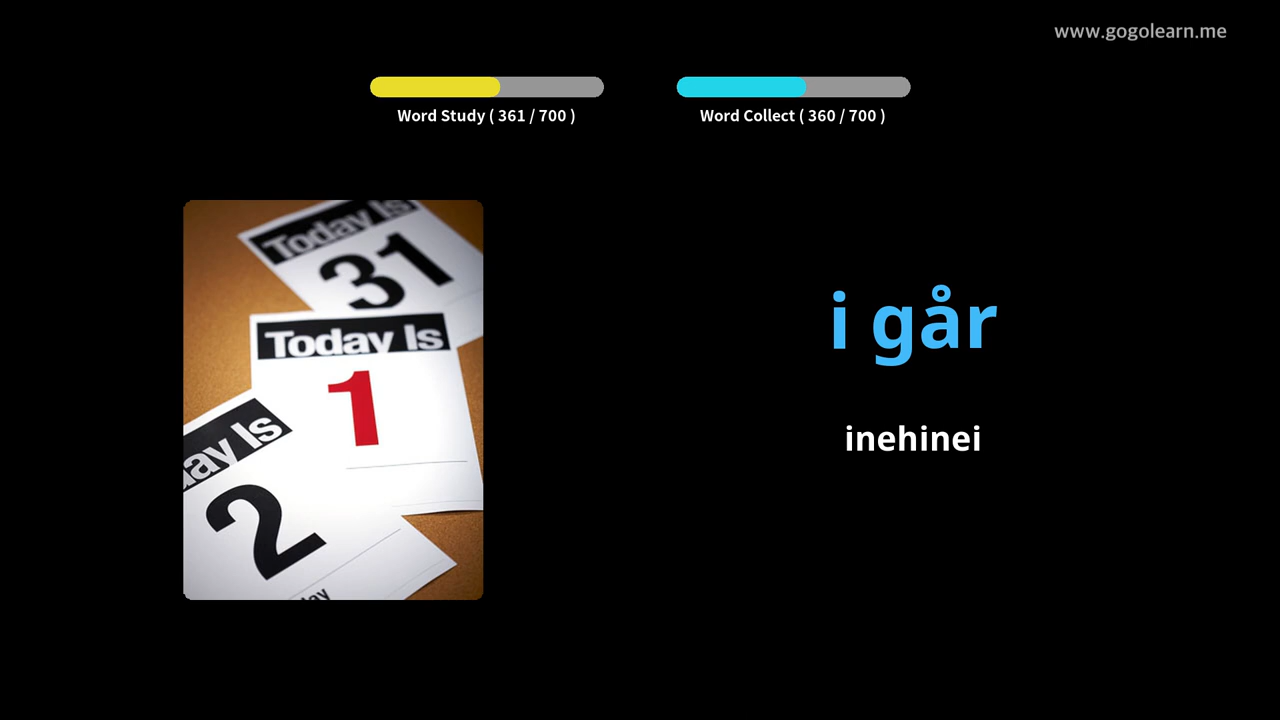 www.gogolearn.me
Word Study ( 361 / 700 )
Word Collect ( 360 / 700 )
Today Is
31
Today Is
1
day Is
2
i går
inehinei